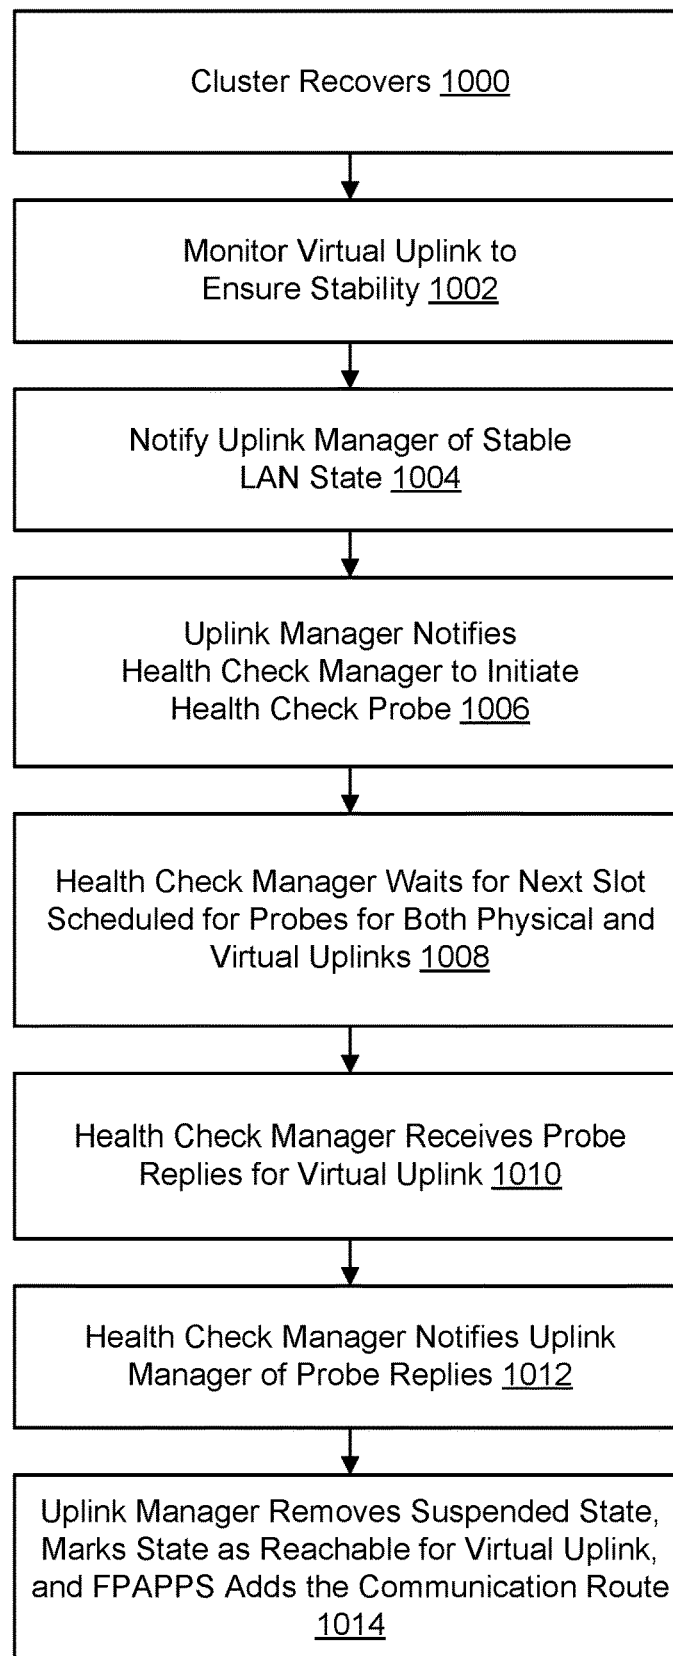 Cluster Recovers 1000
Monitor Virtual Uplink to
Ensure Stability 1002
Notify Uplink Manager of Stable
LAN State 1004
Uplink Manager Notifies
Health Check Manager to Initiate
Health Check Probe 1006
Health Check Manager Waits for Next Slot
Scheduled for Probes for Both Physical and
Virtual Uplinks 1008
Health Check Manager Receives Probe
Replies for Virtual Uplink 1010
Health Check Manager Notifies Uplink
Manager of Probe Replies 1012
Uplink Manager Removes Suspended State,
Marks State as Reachable for Virtual Uplink,
and FPAPPS Adds the Communication Route
1014